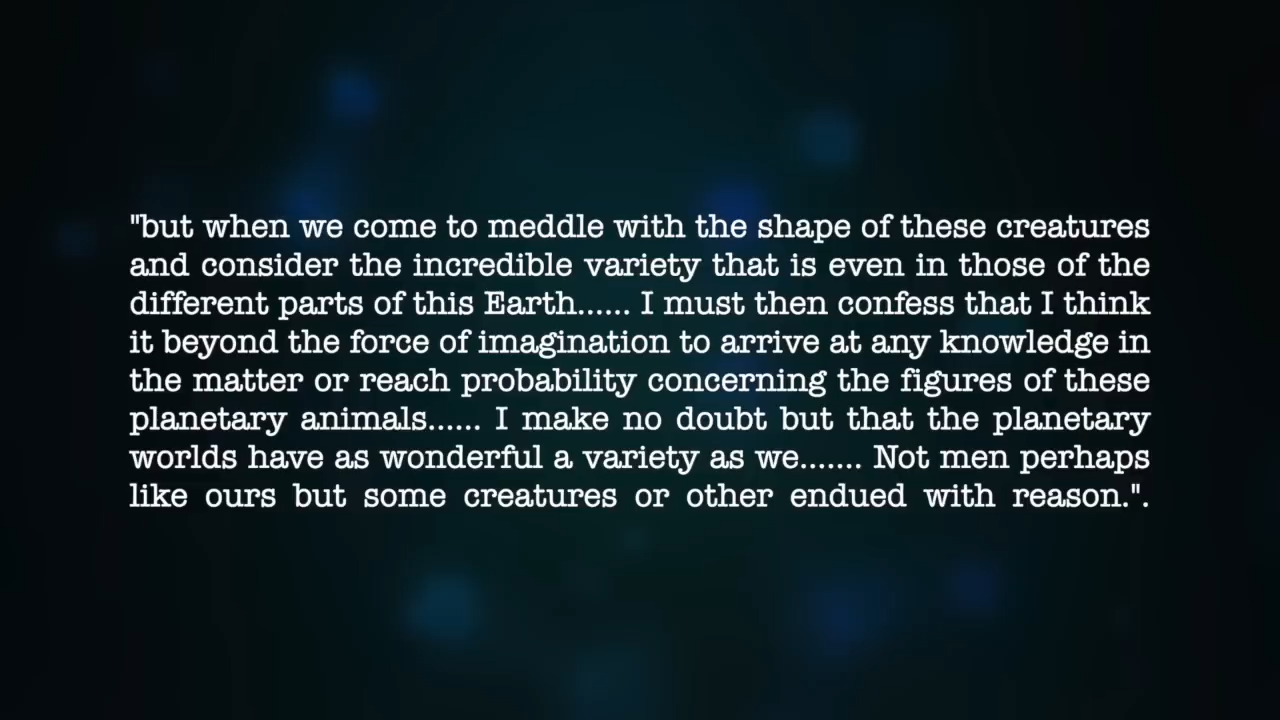 "but when we come to meddle with the shape of these creatures
and consider the incredible variety that is even in those of the
different parts of this Earth...... I must then confess that I think
it beyond the force of imagination to arrive at any knowledge in
the matter or reach probability concerning the figures of these
planetary animals...... I make no doubt but that the planetary
worlds have as wonderful a variety as we....... Not men perhaps
like ours but some creatures or other endued with reason.".